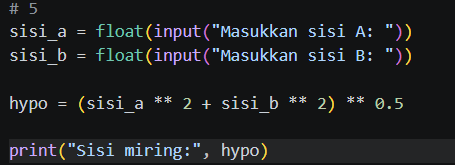 # 5
sisi_a = float(input("Masukkan sisi A: "))
sisi_b = float(input("Masukkan sisi B: "))
hypo = (sisi_a ** 2 + sisi_b ** 2) ** 0.5
print("Sisi miring:", hypo)